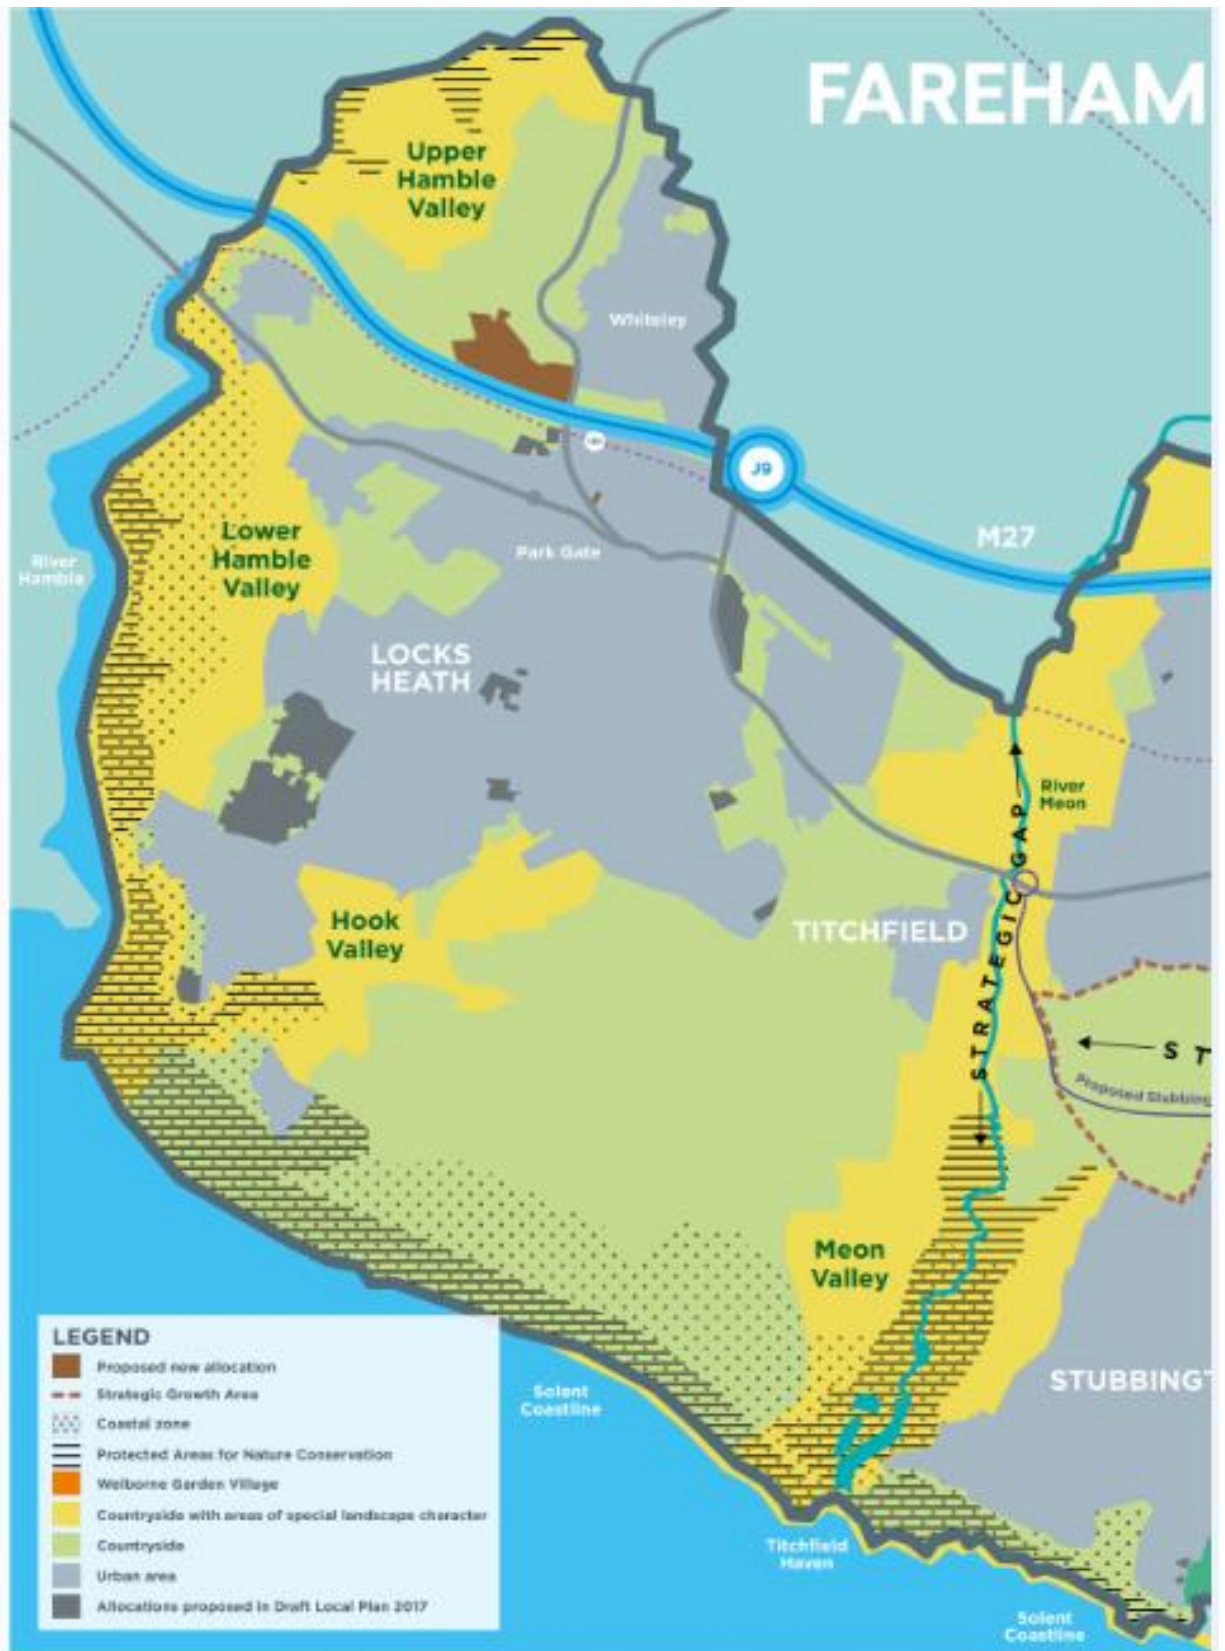 FAREHAM
Upper
Hamble
Valley
Whiteley
J9
M27
Lower
Hamble
Valley
River
Hamble
Park Gate
LOCKS
HEATH
River
Meon
STRATEGIC GAP
Hook
Valley
TITCHFIELD
S T
Proposed Stubbing
Meon
Valley
STUBBINGT
LEGEND
Proposed new allocation
Strategic Growth Area
Coastal zone
Protected Areas for Nature Conservation
Welborne Garden Village
Countryside with areas of special landscape character
Countryside
Urban area
Allocations proposed in Draft Local Plan 2017
Solent
Coastline
Titchfield
Haven
Solent
Coastline